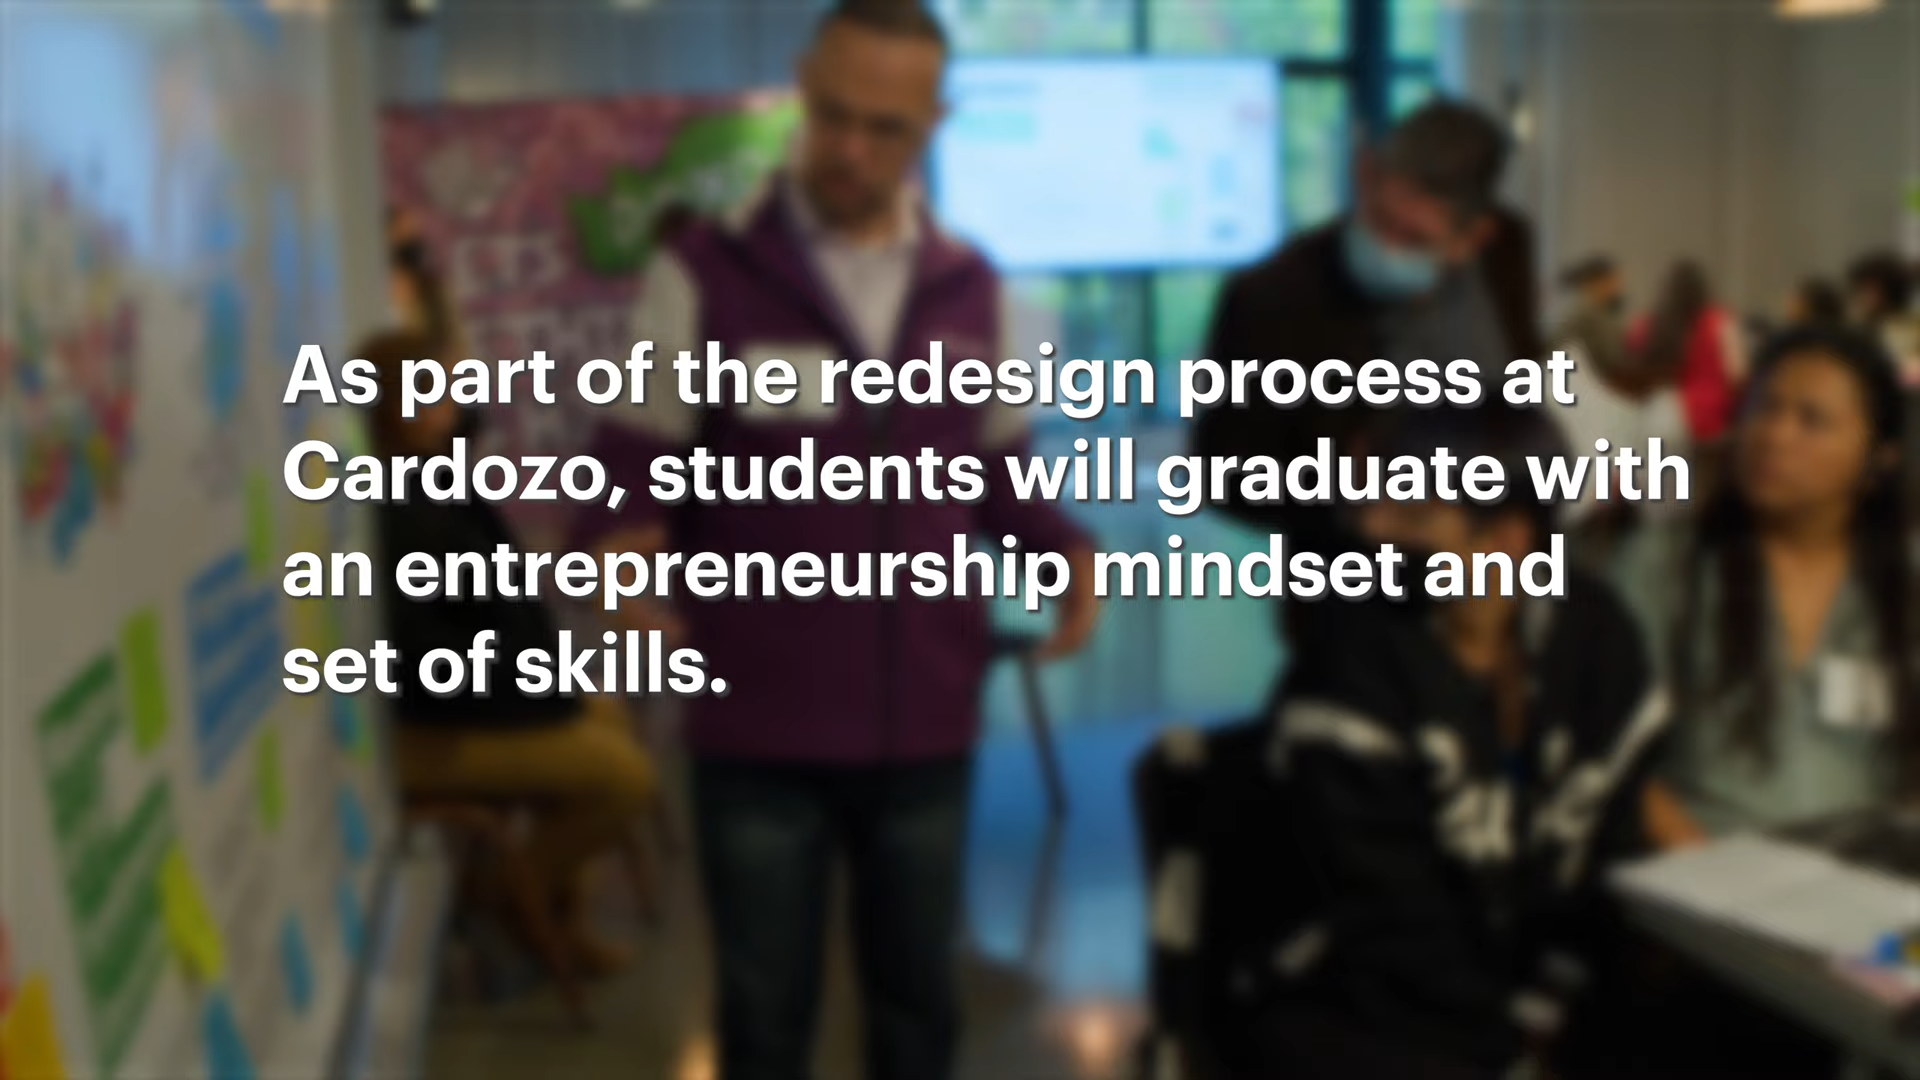 As part of the redesign process at
Cardozo, students will graduate with
an entrepreneurship mindset and
set of skills.